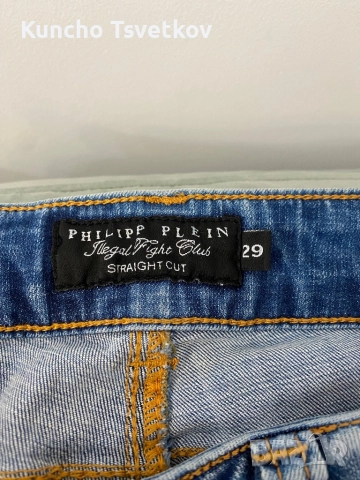 Kuncho Tsvetkov
PHILIPP PLEIN
Illegal Fight Club
STRAIGHT CUT
29